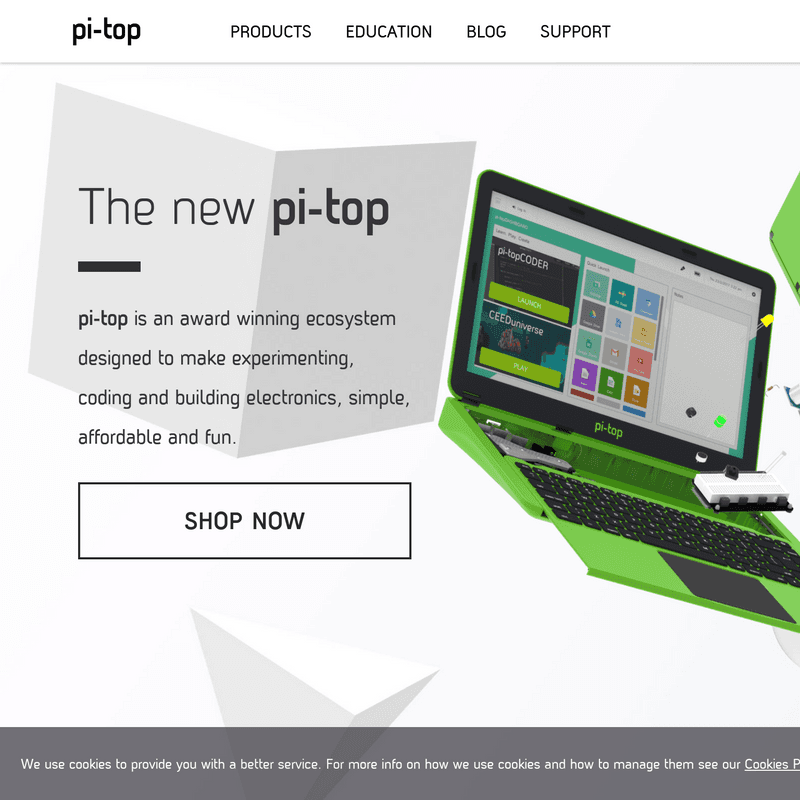 pi-top
PRODUCTS EDUCATION BLOG SUPPORT
The new pi-top
pi-top is an award winning ecosystem
designed to make experimenting,
coding and building electronics, simple,
affordable and fun.
SHOP NOW
pi-topCODER
LAUNCH
CEEDuniverse
PLAY
pi-top
We use cookies to provide you with a better service. For more info on how we use cookies and how to manage them see our Cookies P